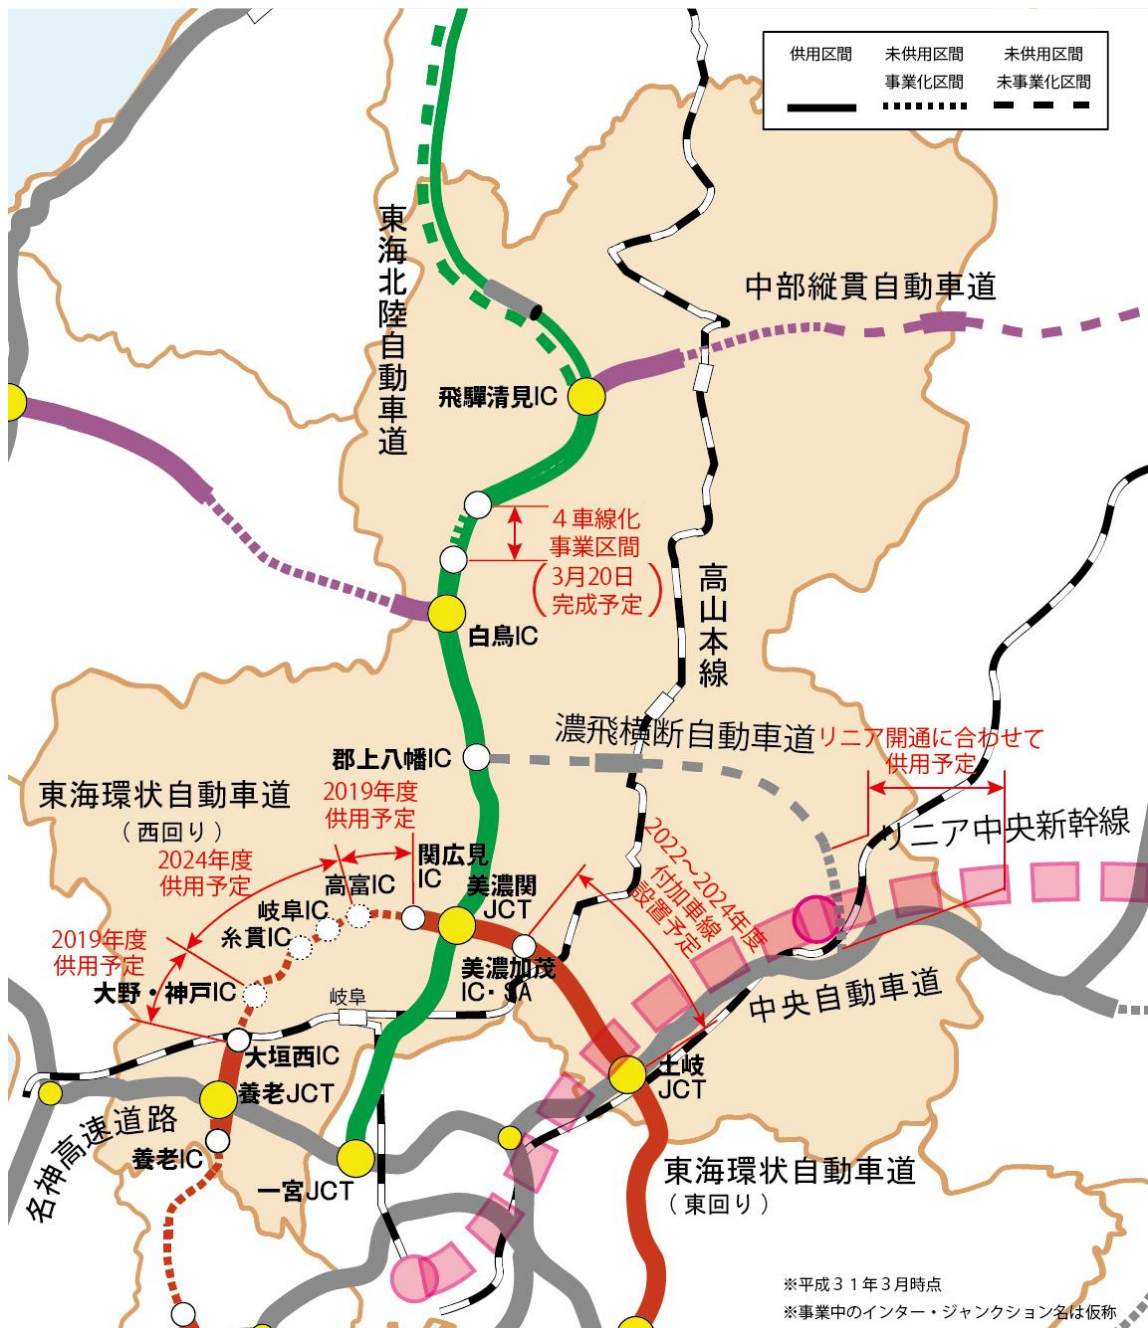 供用区間
未供用区間
事業化区間
未供用区間
未事業化区間
東海北陸自動車道
中部縦貫自動車道
飛驒清見IC
4車線化
事業区間
(3月20日
完成予定)
高山本線
白鳥IC
濃飛横断自動車道
リニア開通に合わせて
供用予定
郡上八幡IC
東海環状自動車道
(西回り)
2019年度
供用予定
リニア中央新幹線
2024年度
供用予定
関広見
IC
美濃関
JCT
高富IC
岐阜IC
糸貫IC
2022〜2024年度
付加車線
設置予定
2019年度
供用予定
大野・神戸IC
美濃加茂
IC・SA
岐阜
中央自動車道
大垣西IC
土岐
JCT
養老JCT
名神高速道路
養老IC
一宮JCT
東海環状自動車道
(東回り)
※平成31年3月時点
※事業中のインター・ジャンクション名は仮称